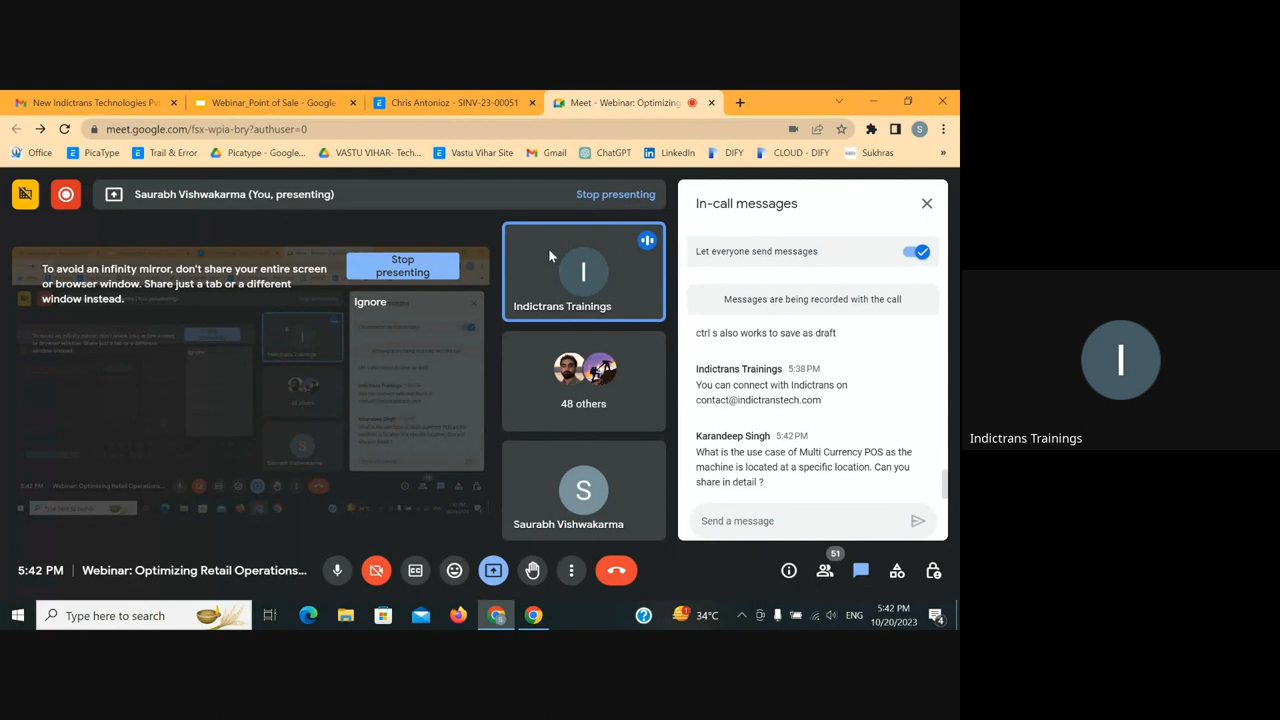 New Indictrans Technologies Pv
Webinar_Point of Sale - Google
Chris Antonioz - SINV-23-00051
Meet - Webinar: Optimizing
meet.google.com/fsx-wpia-bry?authuser=0
S
Office
PicaType
Trail & Error
Picatype - Google...
VASTU VIHAR- Tech...
Vastu Vihar Site
Gmail
ChatGPT
LinkedIn
DIFY
CLOUD - DIFY
Sukhras
»
Saurabh Vishwakarma (You, presenting)
Stop presenting
To avoid an infinity mirror, don't share your entire screen
or browser window. Share just a tab or a different
window instead.
Stop
presenting
Ignore
I
Indictrans Trainings
48 others
S
Saurabh Vishwakarma
In-call messages
Let everyone send messages
Messages are being recorded with the call
ctrl s also works to save as draft
Indictrans Trainings 5:38 PM
You can connect with Indictrans on
contact@indictranstech.com
Karandeep Singh 5:42 PM
What is the use case of Multi Currency POS as the
machine is located at a specific location. Can you
share in detail ?
Send a message
5:42 PM | Webinar: Optimizing Retail Operations...
51
Type here to search
34°C
ENG
5:42 PM
10/20/2023
4
I
Indictrans Trainings